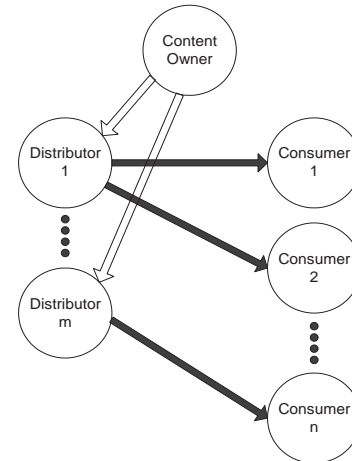 Content
Owner
Distributor
1
Consumer
1
Consumer
2
Distributor
m
Consumer
n